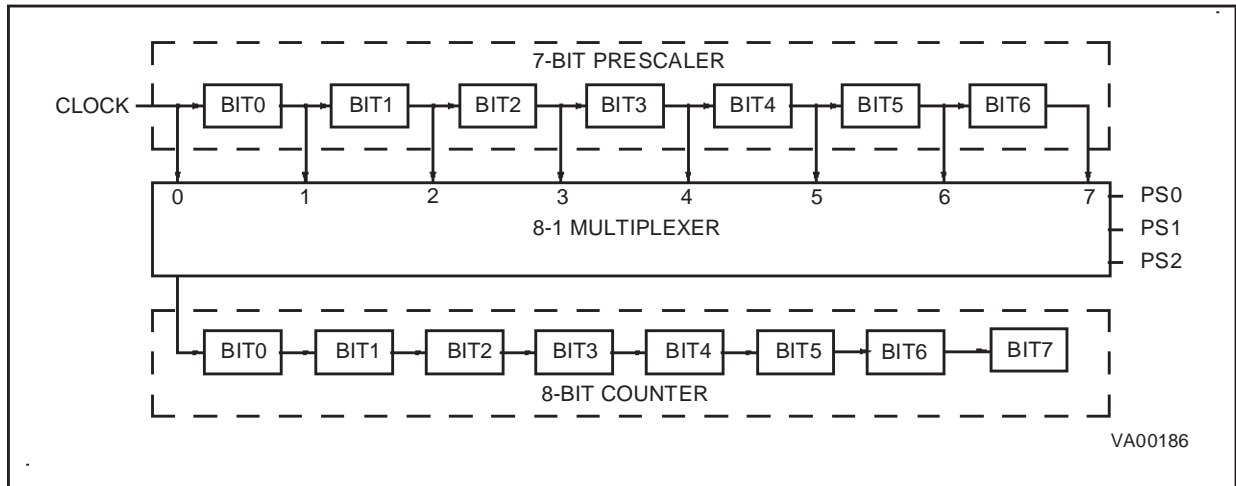 7-BIT PRESCALER
CLOCK BIT0 BIT1 BIT2 BIT3 BIT4 BIT5 BIT6
0 1 2 3 4 5 6 7 PS0
8-1 MULTIPLEXER PS1
PS2
BIT0 BIT1 BIT2 BIT3 BIT4 BIT5 BIT6 BIT7
8-BIT COUNTER
VA00186